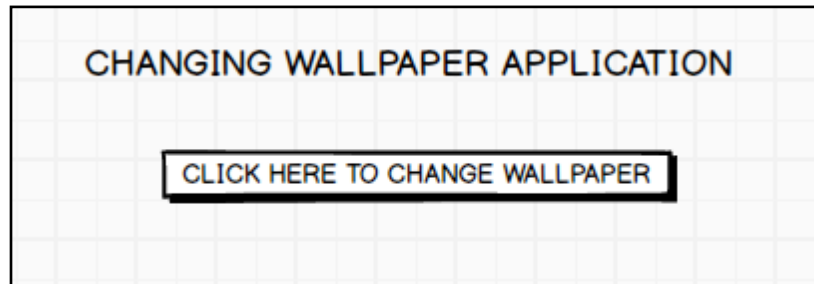 CHANGING WALLPAPER APPLICATION
CLICK HERE TO CHANGE WALLPAPER